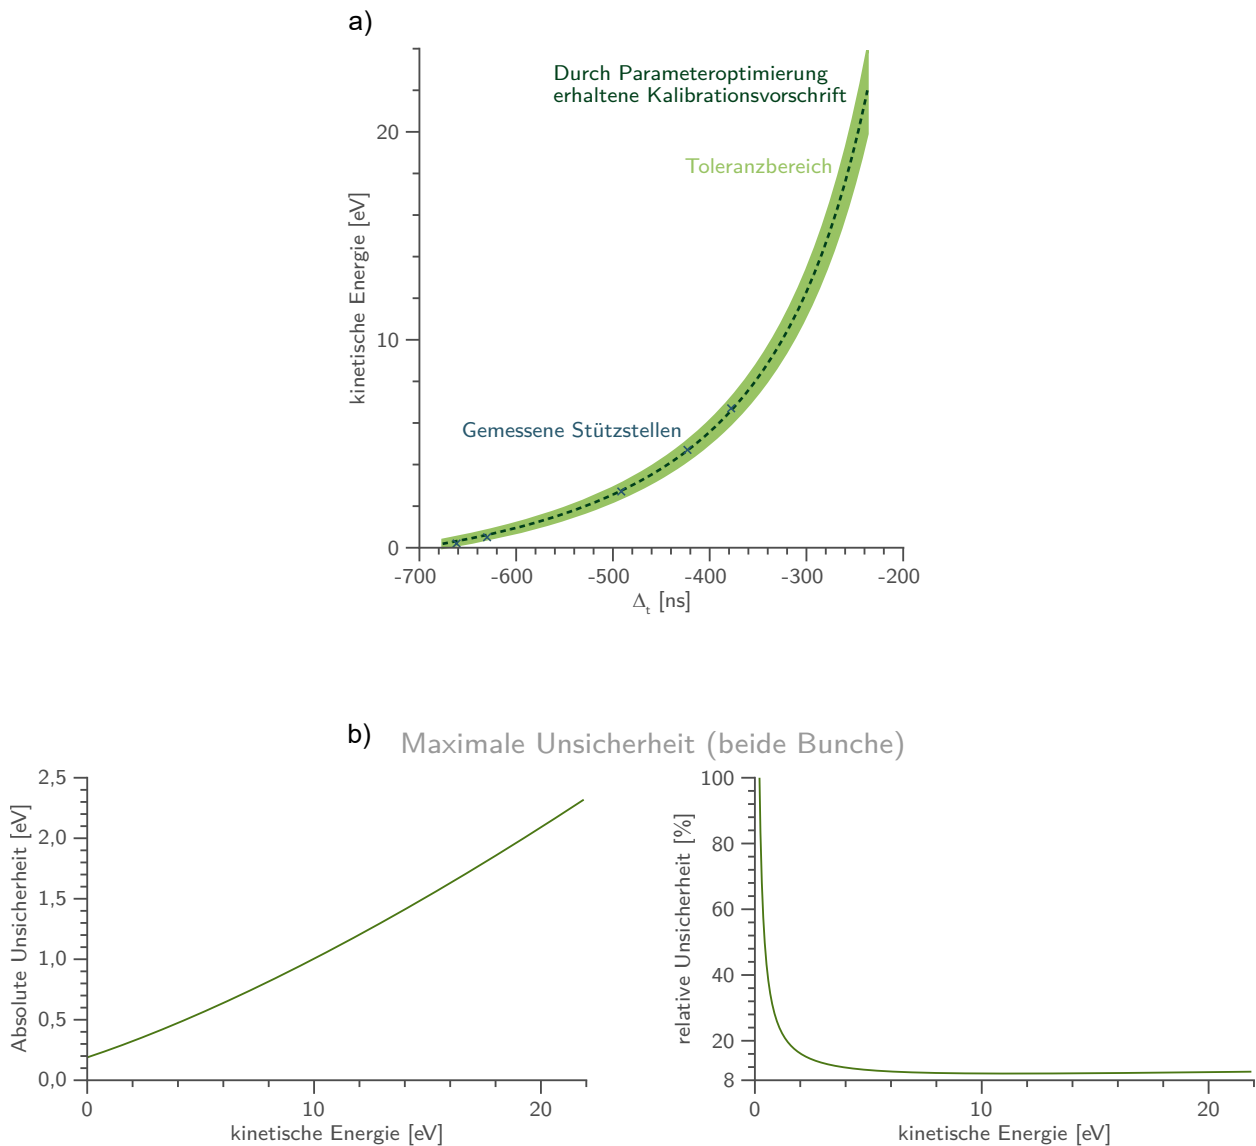 a)
Durch Parameteroptimierung
erhaltene Kalibrationsvorschrift
Toleranzbereich
Gemessene Stützstellen
kinetische Energie [eV]
20
10
0
-700 -600 -500 -400 -300 -200
Δt [ns]
b) Maximale Unsicherheit (beide Bunche)
Absolute Unsicherheit [eV]
2,5
2,0
1,5
1,0
0,5
0,0
0 10 20
kinetische Energie [eV]
relative Unsicherheit [%]
100
80
60
40
20
8
0 10 20
kinetische Energie [eV]